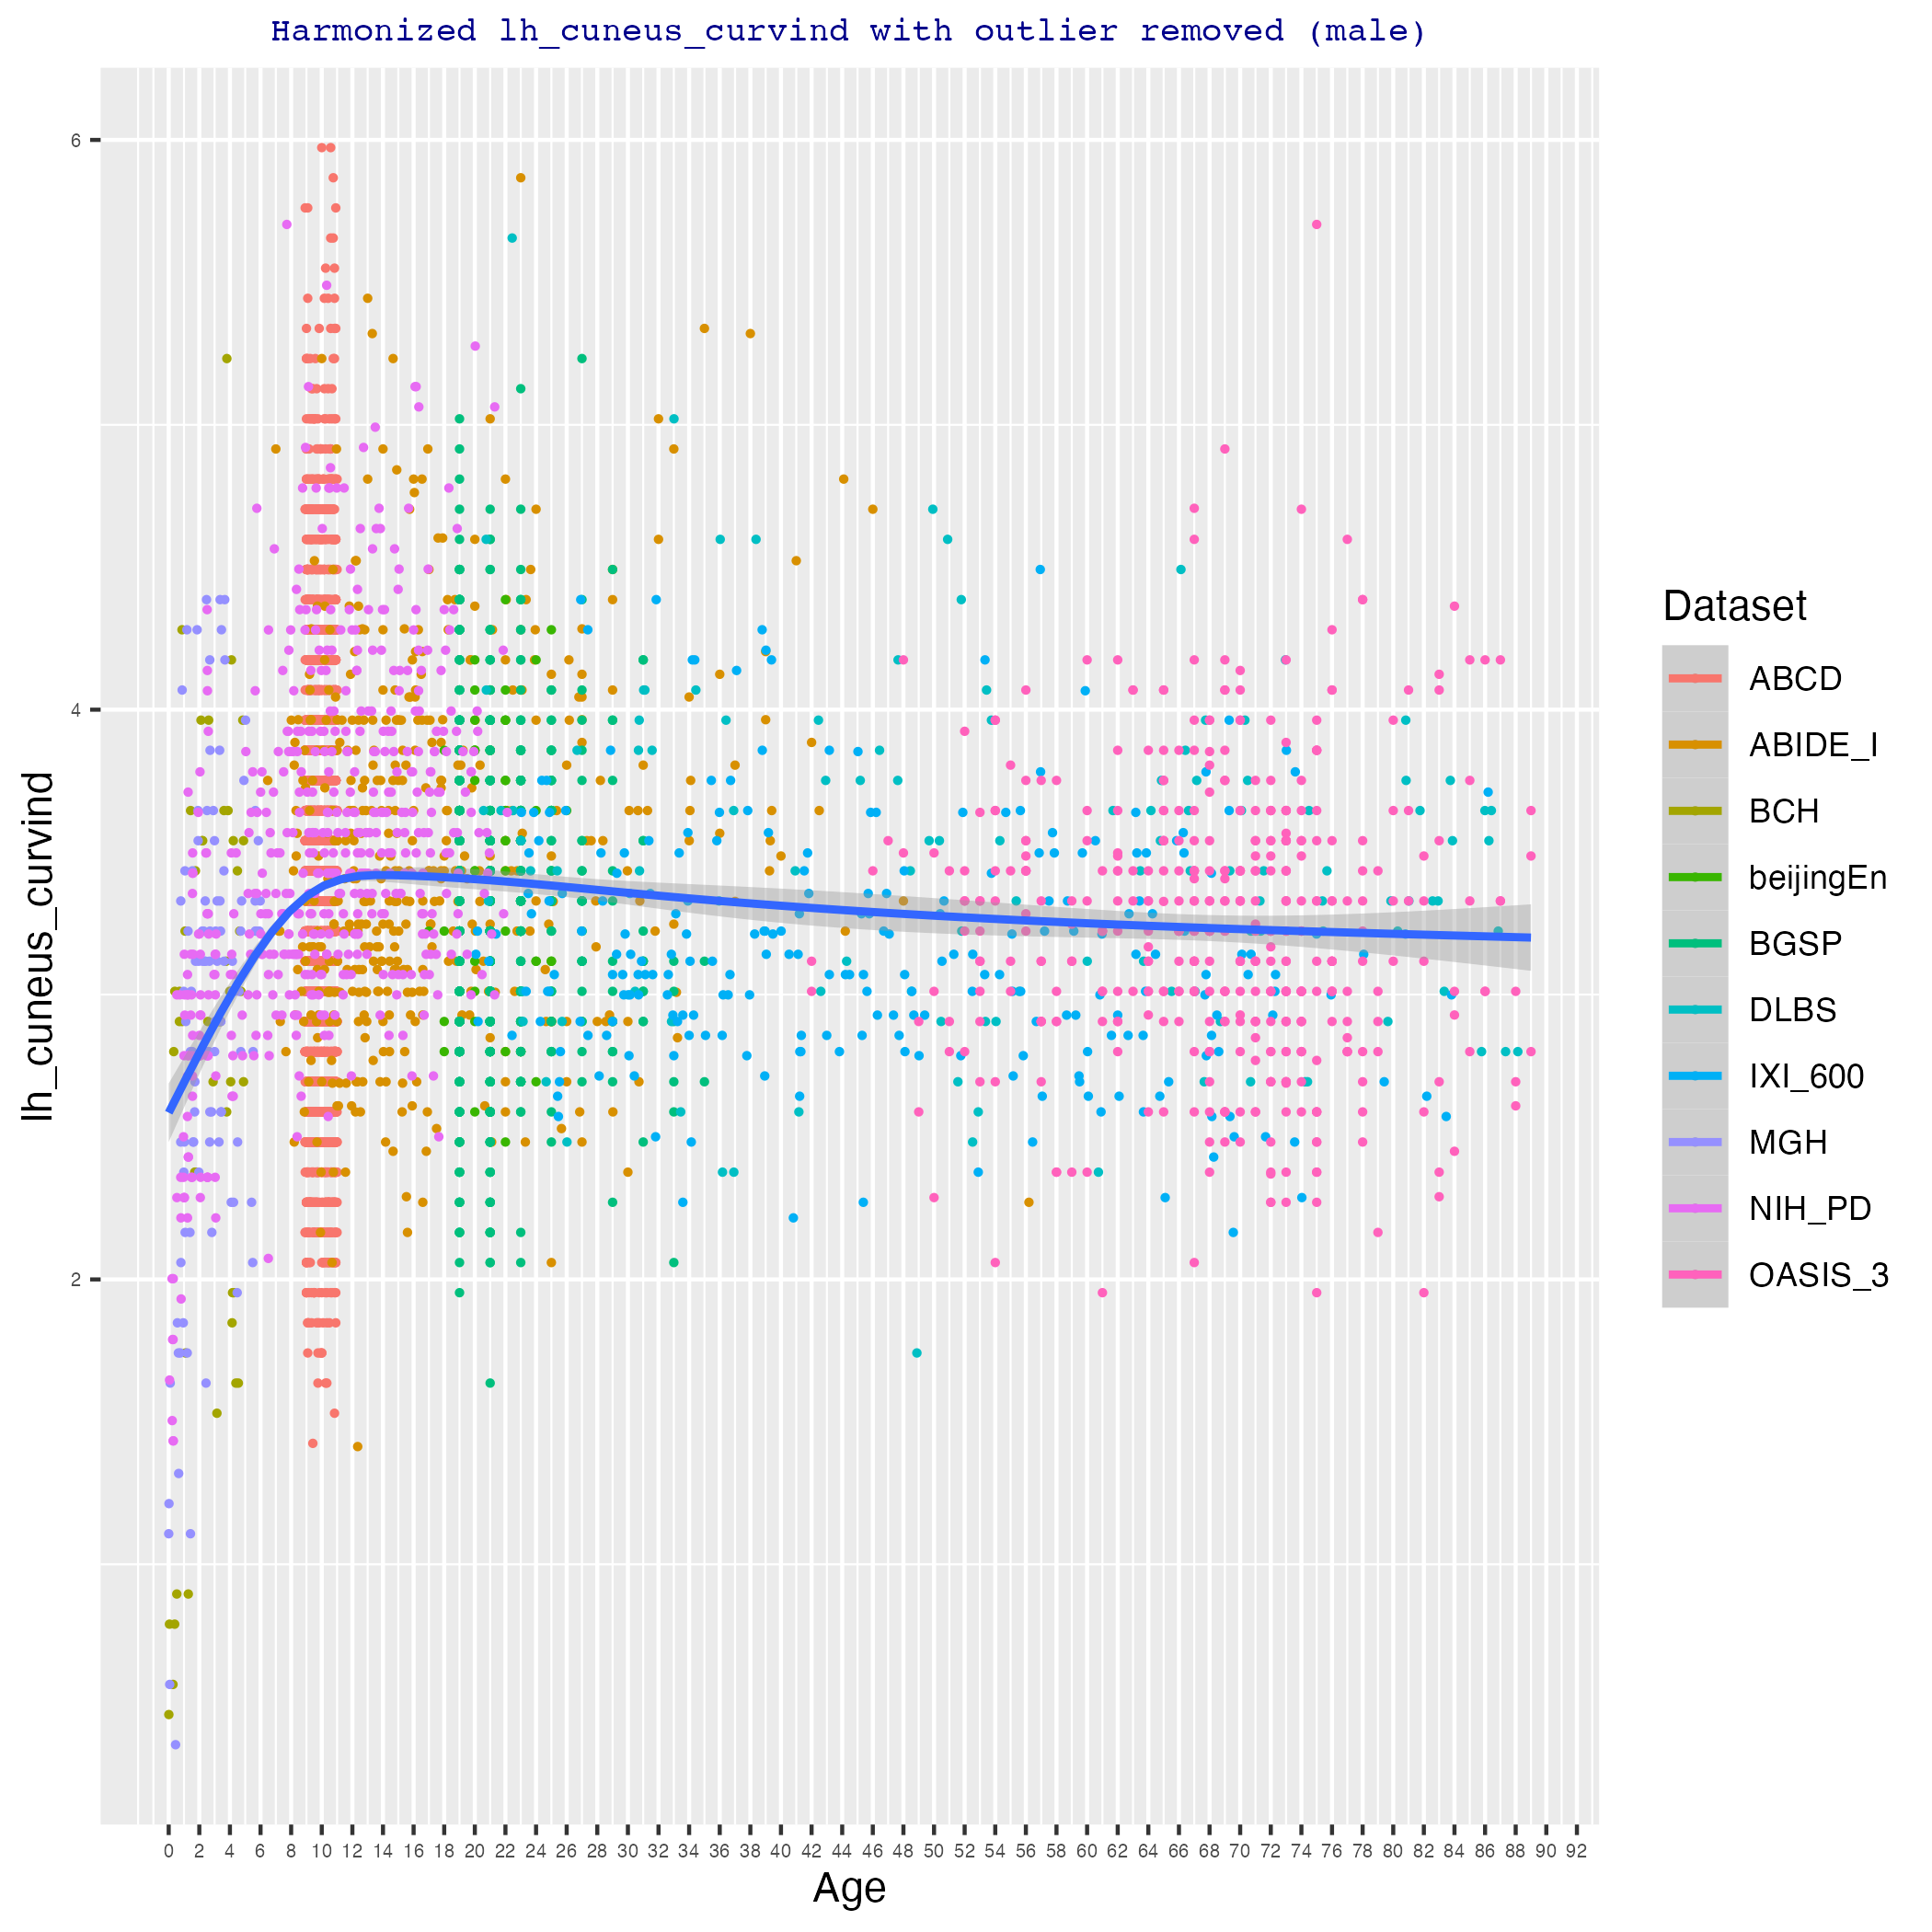 Harmonized lh_cuneus_curvind with outlier removed (male)
6
4
2
lh_cuneus_curvind
0 2 4 6 8 10 12 14 16 18 20 22 24 26 28 30 32 34 36 38 40 42 44 46 48 50 52 54 56 58 60 62 64 66 68 70 72 74 76 78 80 82 84 86 88 90 92
Age
Dataset
ABCD
ABIDE_I
BCH
beijingEn
BGSP
DLBS
IXI_600
MGH
NIH_PD
OASIS_3